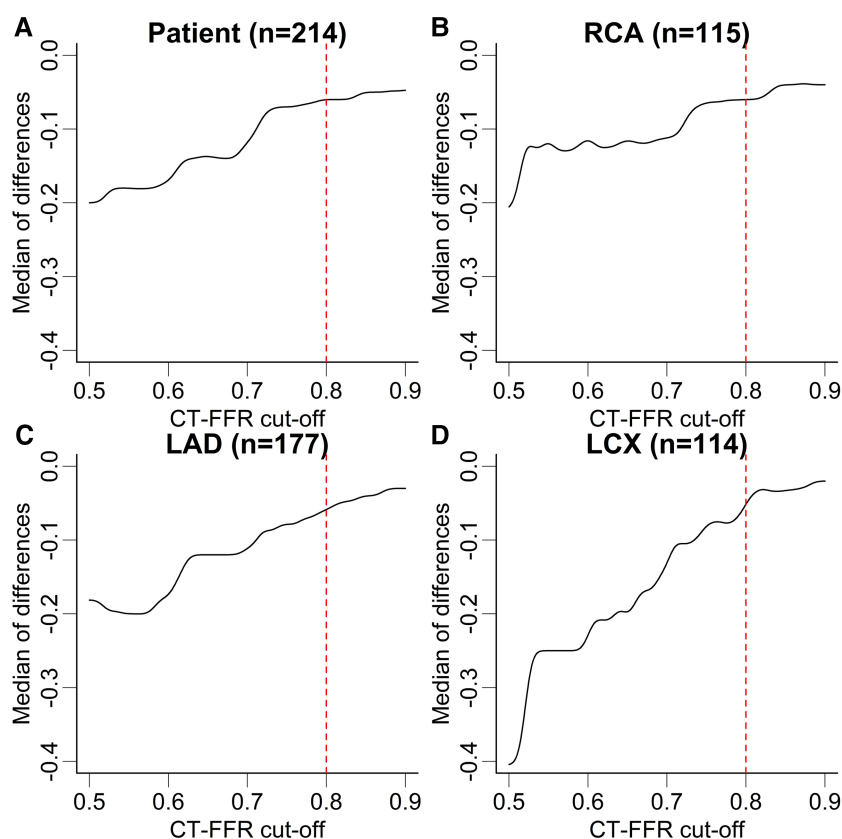 A
Patient (n=214)
Median of differences
0.0
-0.1
-0.2
-0.3
-0.4
0.5 0.6 0.7 0.8 0.9
CT-FFR cut-off
B
RCA (n=115)
Median of differences
0.0
-0.1
-0.2
-0.3
-0.4
0.5 0.6 0.7 0.8 0.9
CT-FFR cut-off
C
LAD (n=177)
Median of differences
0.0
-0.1
-0.2
-0.3
-0.4
0.5 0.6 0.7 0.8 0.9
CT-FFR cut-off
D
LCX (n=114)
Median of differences
0.0
-0.1
-0.2
-0.3
-0.4
0.5 0.6 0.7 0.8 0.9
CT-FFR cut-off